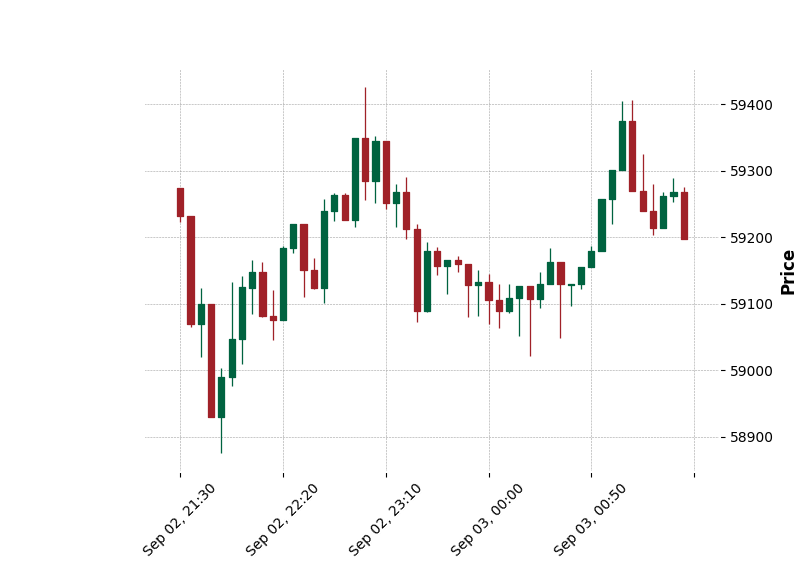 59400
59300
59200
59100
59000
58900
Price
Sep 02, 21:30
Sep 02, 22:20
Sep 02, 23:10
Sep 03, 00:00
Sep 03, 00:50